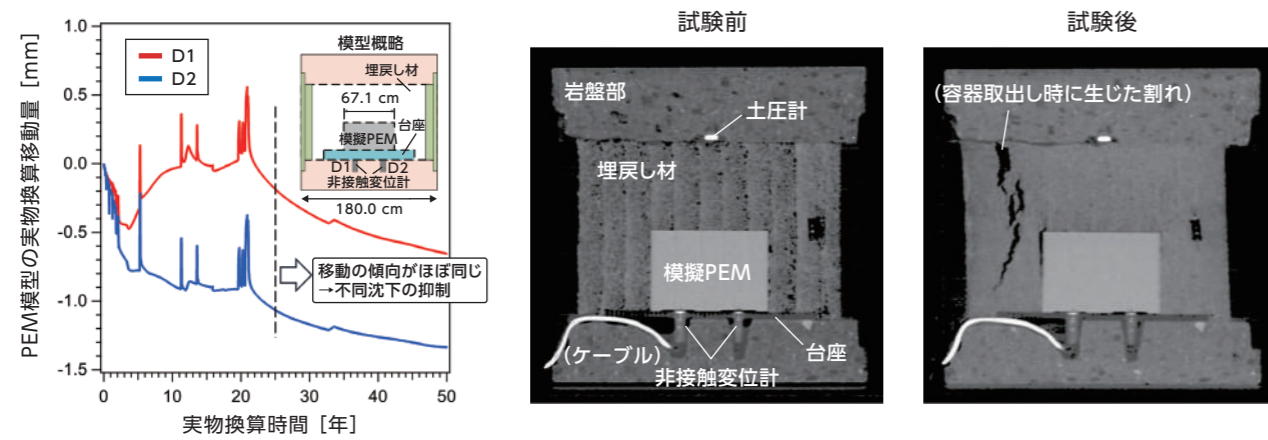 PEM模型の実物換算移動量 [mm]
1.0
0.5
0.0
-0.5
-1.0
-1.5
D1
D2
模型概略
埋戻し材
67.1 cm
台座
模擬PEM
D1
D2
非接触変位計
180.0 cm
移動の傾向がほぼ同じ
→不同沈下の抑制
0
10
20
30
40
50
実物換算時間 [年]
試験前
岩盤部
土圧計
埋戻し材
模擬PEM
(ケーブル)
台座
非接触変位計
試験後
(容器取出し時に生じた割れ)